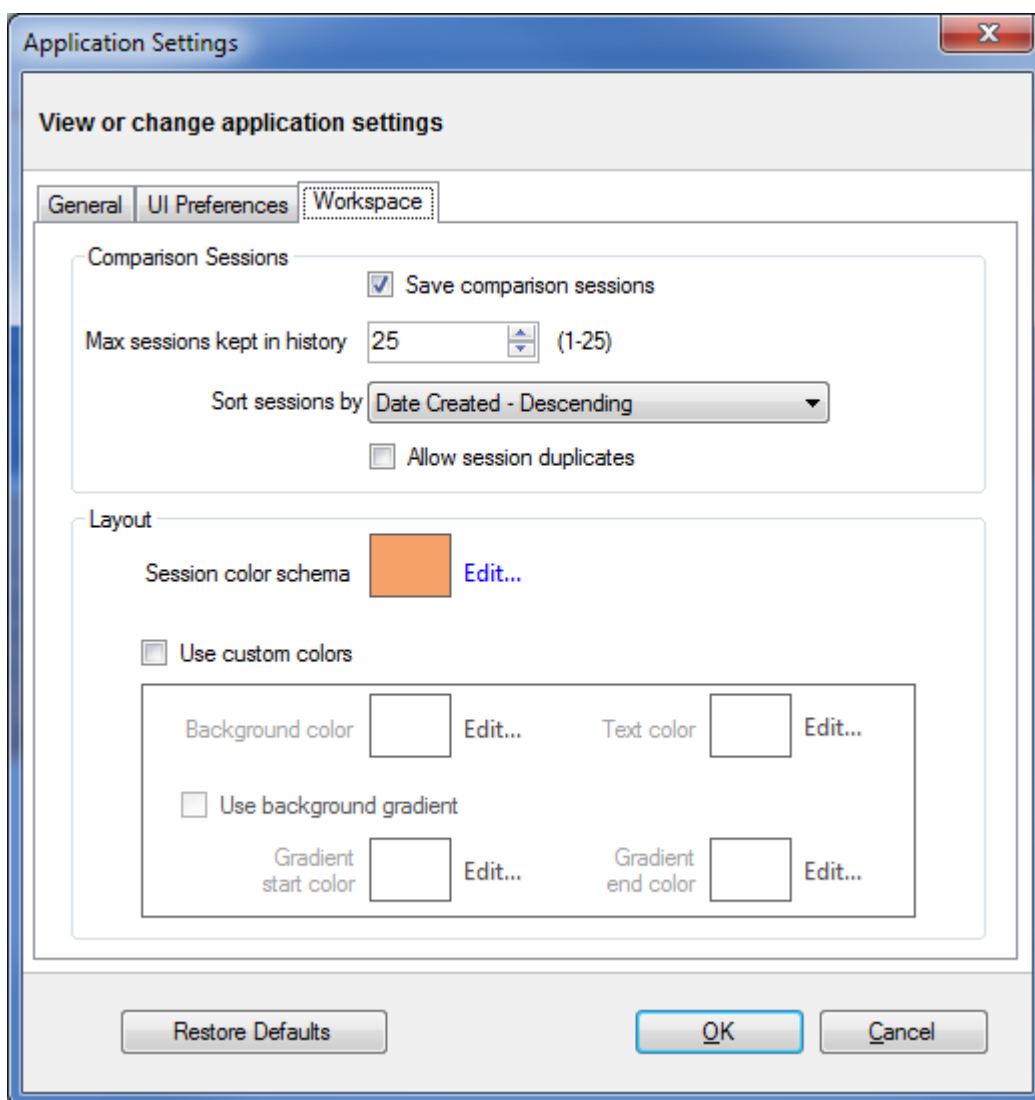 Application Settings
View or change application settings
General UI Preferences Workspace
Comparison Sessions
Save comparison sessions
Max sessions kept in history 25 (1-25)
Sort sessions by Date Created - Descending
Allow session duplicates
Layout
Session color schema Edit...
Use custom colors
Background color Edit... Text color Edit...
Use background gradient
Gradient
start color Edit...
Gradient
end color Edit...
Restore Defaults OK Cancel